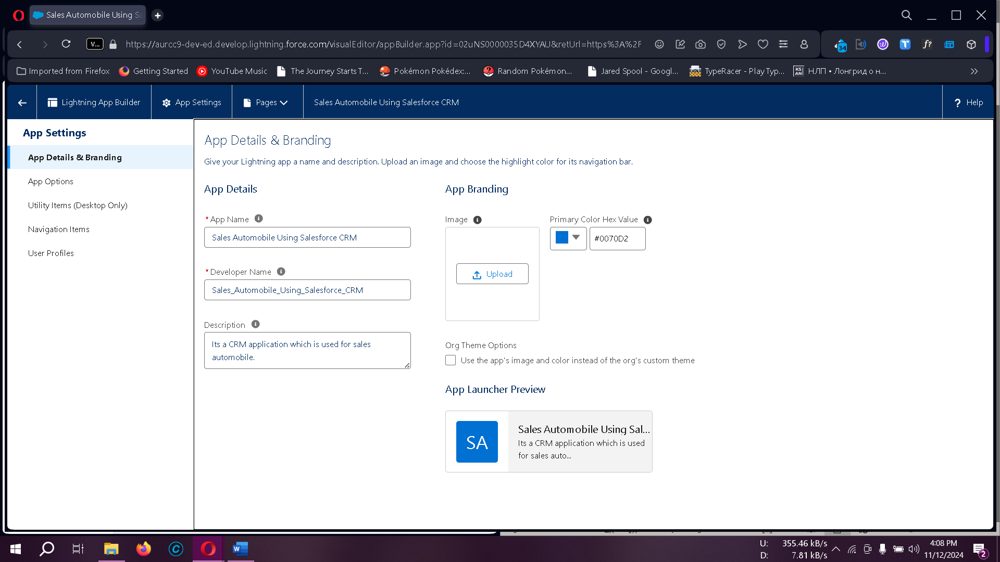 Sales Automobile Using Sa
V...
https://aurcc9-dev-ed.develop.lightning.force.com/visualEditor/appBuilder.app?id=02uNS0000035D4XYAU&retUrl=https%3A%2F
34
f?
Imported from Firefox
Getting Started
YouTube Music
The Journey Starts T...
Pokémon Pokédex:...
Random Pokémon...
Jared Spool - Googl...
TypeRacer - Play Typ...
KS
AN
НЛП • Лонгрид о н...
Lightning App Builder
App Settings
Pages
Sales Automobile Using Salesforce CRM
? Help
App Settings
App Details & Branding
App Options
Utility Items (Desktop Only)
Navigation Items
User Profiles
App Details & Branding
Give your Lightning app a name and description. Upload an image and choose the highlight color for its navigation bar.
App Details
* App Name
Sales Automobile Using Salesforce CRM
* Developer Name
Sales_Automobile_Using_Salesforce_CRM
Description
Its a CRM application which is used for sales
automobile.
App Branding
Image
Primary Color Hex Value
#0070D2
Upload
Org Theme Options
Use the app's image and color instead of the org's custom theme
App Launcher Preview
SA
Sales Automobile Using Sal...
Its a CRM application which is used
for sales auto...
U: 355.46 kB/s
D: 7.81 kB/s
4:08 PM
11/12/2024
2